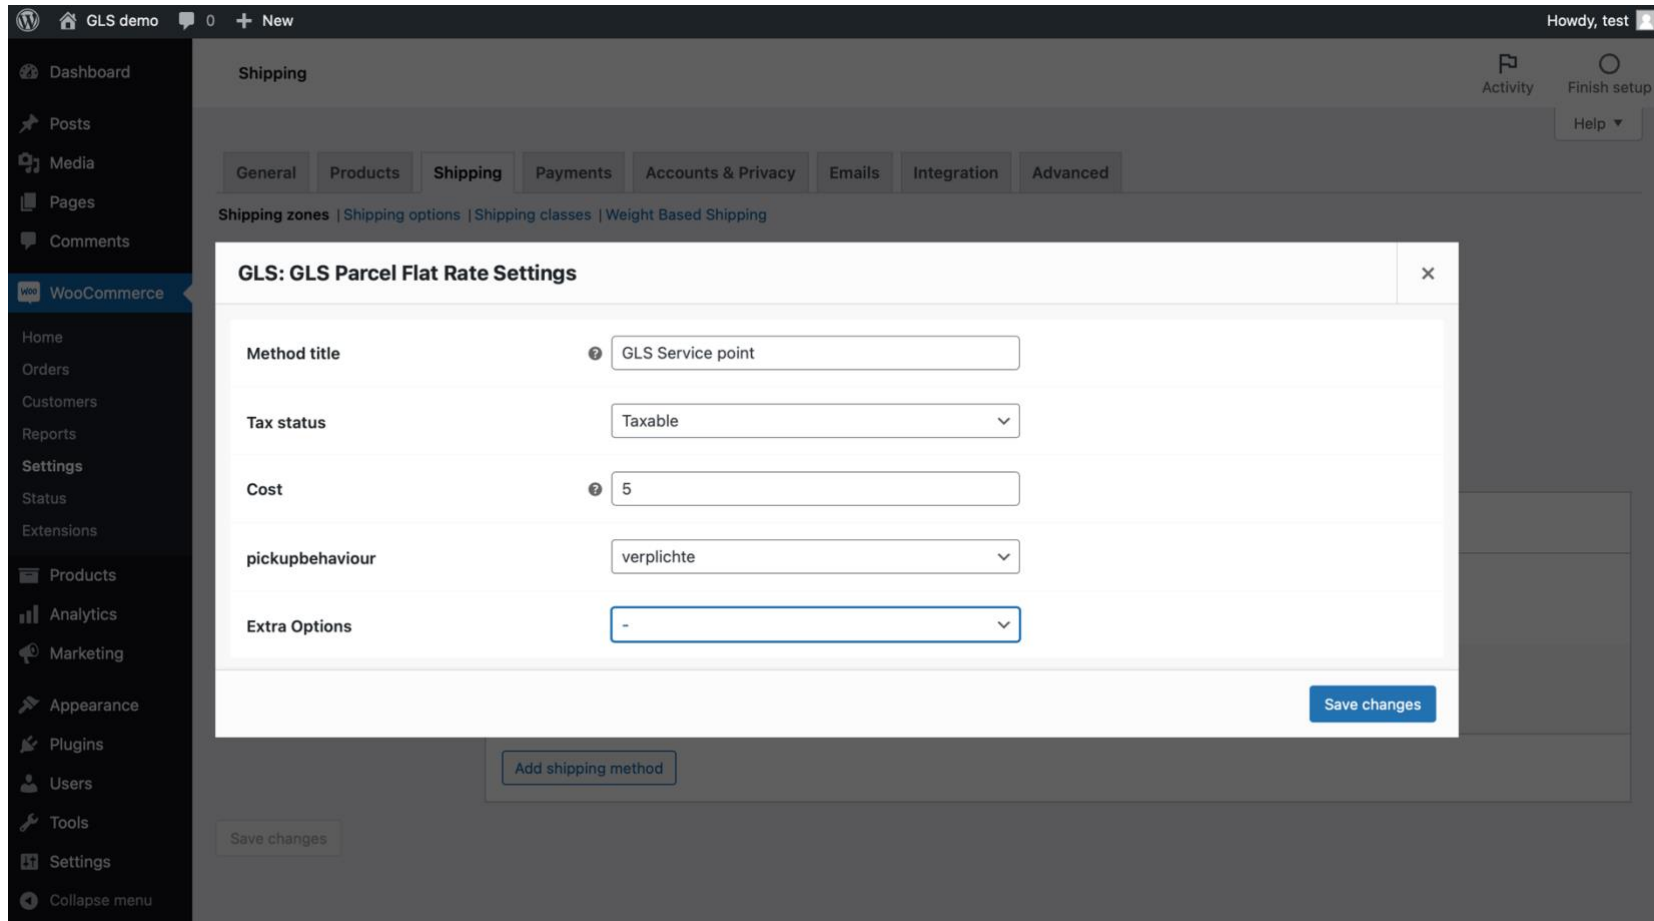 GLS demo 0 + New Howdy, test
Dashboard
Posts
Media
Pages
Comments
WooCommerce
Home
Orders
Customers
Reports
Settings
Status
Extensions
Products
Analytics
Marketing
Appearance
Plugins
Users
Tools
Settings
Collapse menu
Shipping
Activity Finish setup
Help
General Products Shipping Payments Accounts & Privacy Emails Integration Advanced
Shipping zones | Shipping options | Shipping classes | Weight Based Shipping
GLS: GLS Parcel Flat Rate Settings
Method title GLS Service point
Tax status Taxable
Cost 5
pickupbehaviour verplichte
Extra Options -
Save changes
Add shipping method
Save changes